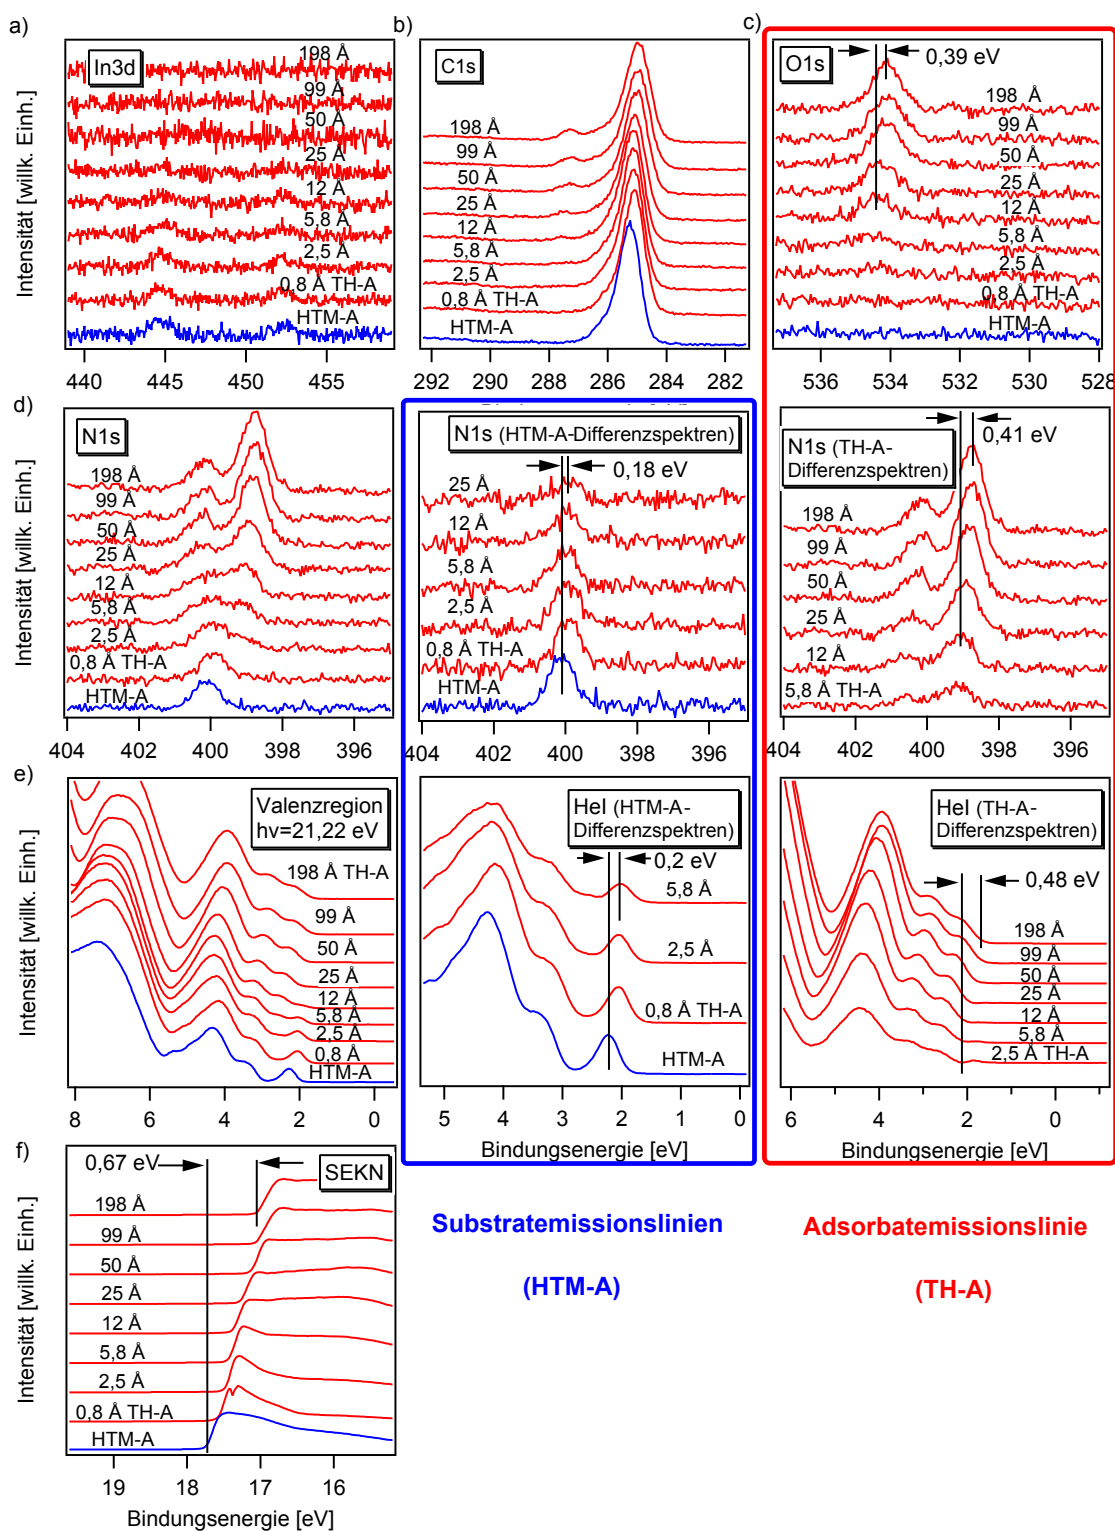 a)
In3d
198 Å
99 Å
50 Å
25 Å
12 Å
5,8 Å
2,5 Å
0,8 Å TH-A
HTM-A
440 445 450 455
Intensität [willk. Einh.]
b)
C1s
198 Å
99 Å
50 Å
25 Å
12 Å
5,8 Å
2,5 Å
0,8 Å TH-A
HTM-A
292 290 288 286 284 282
c)
O1s
0,39 eV
198 Å
99 Å
50 Å
25 Å
12 Å
5,8 Å
2,5 Å
0,8 Å TH-A
HTM-A
536 534 532 530 528
d)
N1s
198 Å
99 Å
50 Å
25 Å
12 Å
5,8 Å
2,5 Å
0,8 Å TH-A
HTM-A
404 402 400 398 396
Intensität [willk. Einh.]
N1s (HTM-A-Differenzspektren)
0,18 eV
25 Å
12 Å
5,8 Å
2,5 Å
0,8 Å TH-A
HTM-A
404 402 400 398 396
N1s (TH-A-
Differenzspektren)
0,41 eV
198 Å
99 Å
50 Å
25 Å
12 Å
5,8 Å TH-A
404 402 400 398 396
e)
Valenzregion
hν=21,22 eV
198 Å TH-A
99 Å
50 Å
25 Å
12 Å
5,8 Å
2,5 Å
0,8 Å
HTM-A
8 6 4 2 0
Intensität [willk. Einh.]
HeI (HTM-A-
Differenzspektren)
0,2 eV
5,8 Å
2,5 Å
0,8 Å TH-A
HTM-A
5 4 3 2 1 0
Bindungsenergie [eV]
HeI (TH-A-
Differenzspektren)
0,48 eV
198 Å
99 Å
50 Å
25 Å
12 Å
5,8 Å
2,5 Å TH-A
6 4 2 0
Bindungsenergie [eV]
f)
0,67 eV
SEKN
198 Å
99 Å
50 Å
25 Å
12 Å
5,8 Å
2,5 Å
0,8 Å TH-A
HTM-A
19 18 17 16
Bindungsenergie [eV]
Intensität [willk. Einh.]
Substratemissionslinien
(HTM-A)
Adsorbatemissionslinie
(TH-A)